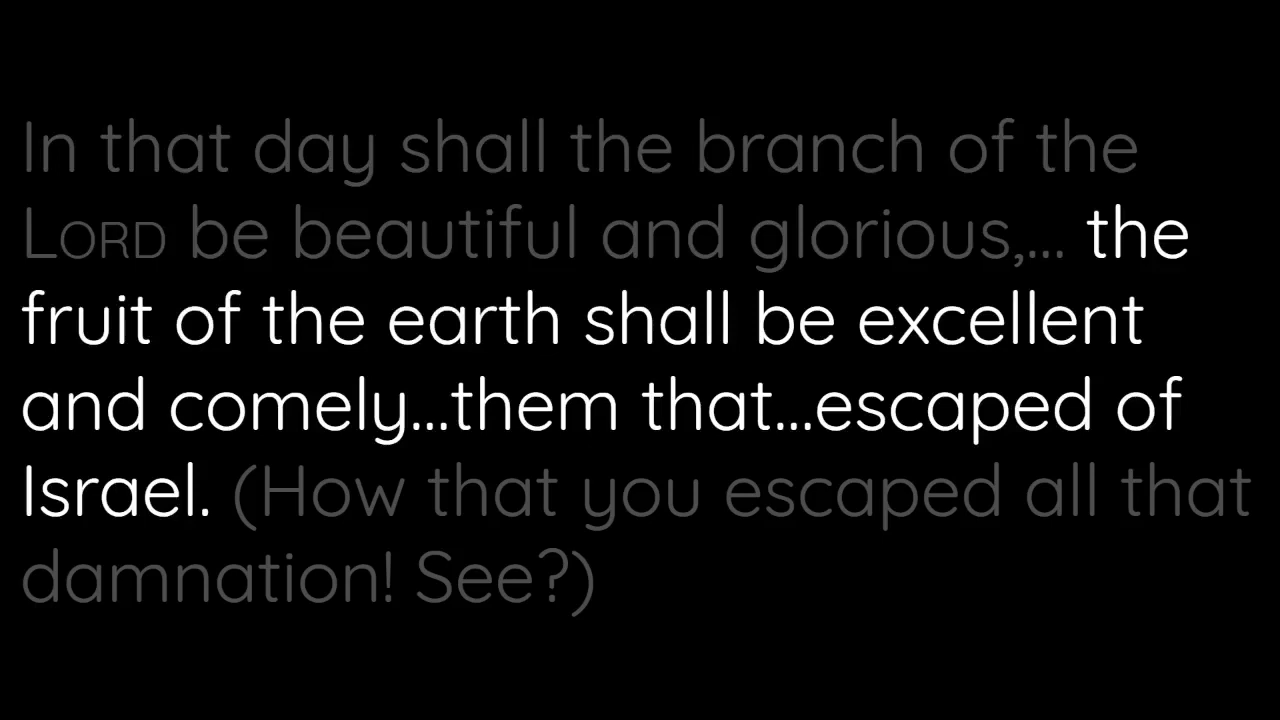 In that day shall the branch of the
LORD be beautiful and glorious,... the
fruit of the earth shall be excellent
and comely...them that...escaped of
Israel. (How that you escaped all that
damnation! See?)